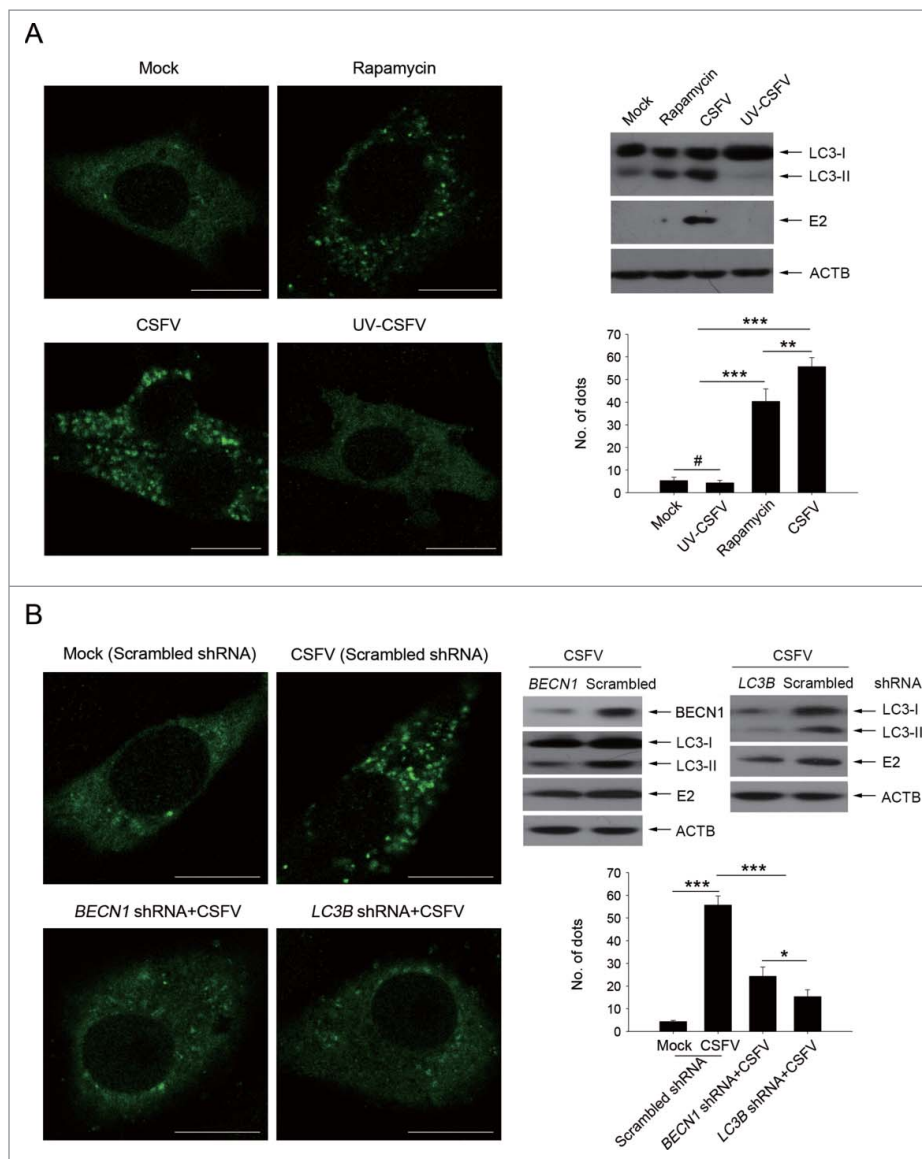 A
Mock
Rapamycin
CSFV
UV-CSFV
Mock
Rapamycin
CSFV
UV-CSFV
LC3-I
LC3-II
E2
ACTB
No. of dots
70
60
50
40
30
20
10
0
***
**
***
#
Mock
UV-CSFV
Rapamycin
CSFV
B
Mock (Scrambled shRNA)
CSFV (Scrambled shRNA)
BECN1 shRNA+CSFV
LC3B shRNA+CSFV
CSFV
BECN1 Scrambled
BECN1
LC3-I
LC3-II
E2
ACTB
CSFV
LC3B Scrambled shRNA
LC3-I
LC3-II
E2
ACTB
No. of dots
70
60
50
40
30
20
10
0
***
***
*
Mock CSFV
Scrambled shRNA
BECN1 shRNA+CSFV
LC3B shRNA+CSFV